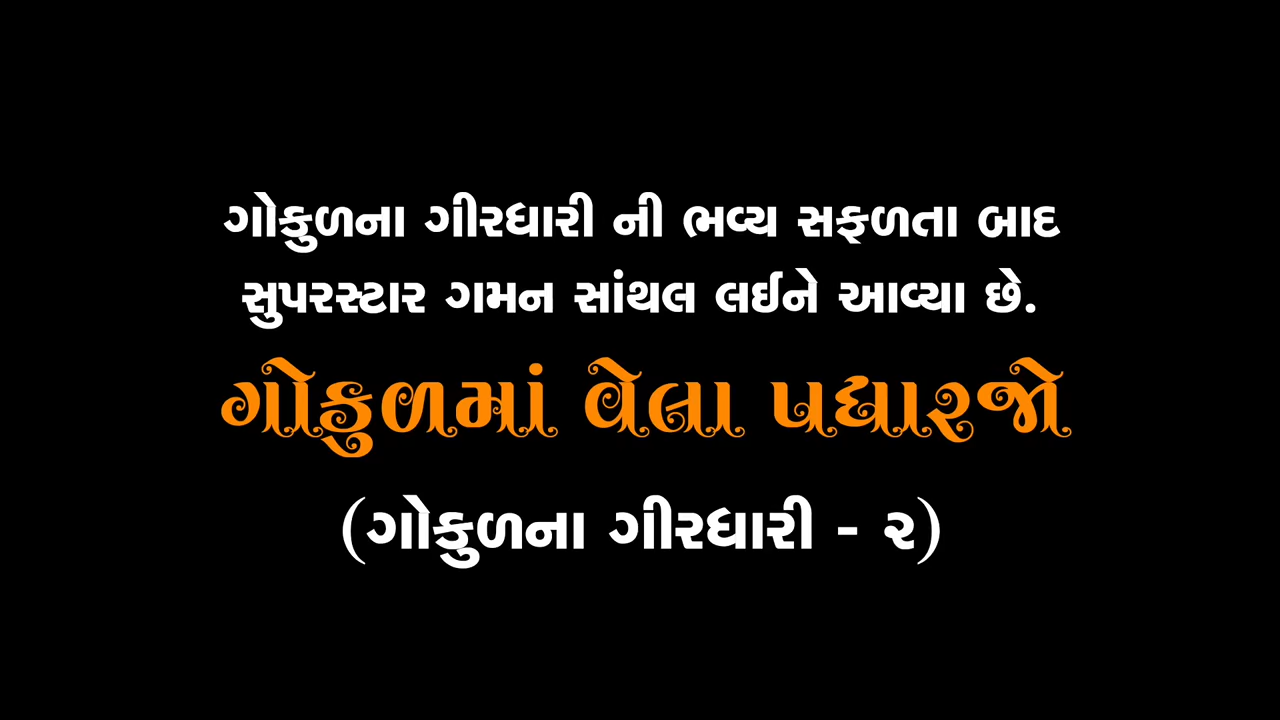 ગોકુળના ગીરધારી ની ભવ્ય સફળતા બાદ
સુપરસ્ટાર ગમન સાંથલ લઈને આવ્યા છે.
ગોકુળમાં વેલા પધારજો
(ગોકુળના ગીરધારી - ૨)